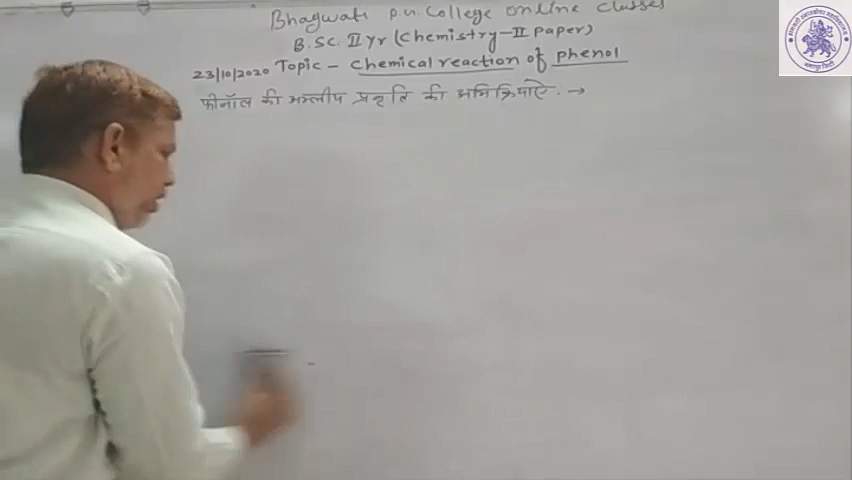 Bhagwati P.G. College online classes
B.Sc. II Yr (Chemistry-II Paper)
23/10/2020 Topic - Chemical reaction of phenol
फीनॉल की अम्लीय प्रकृति की अभिक्रियाऐं :- →